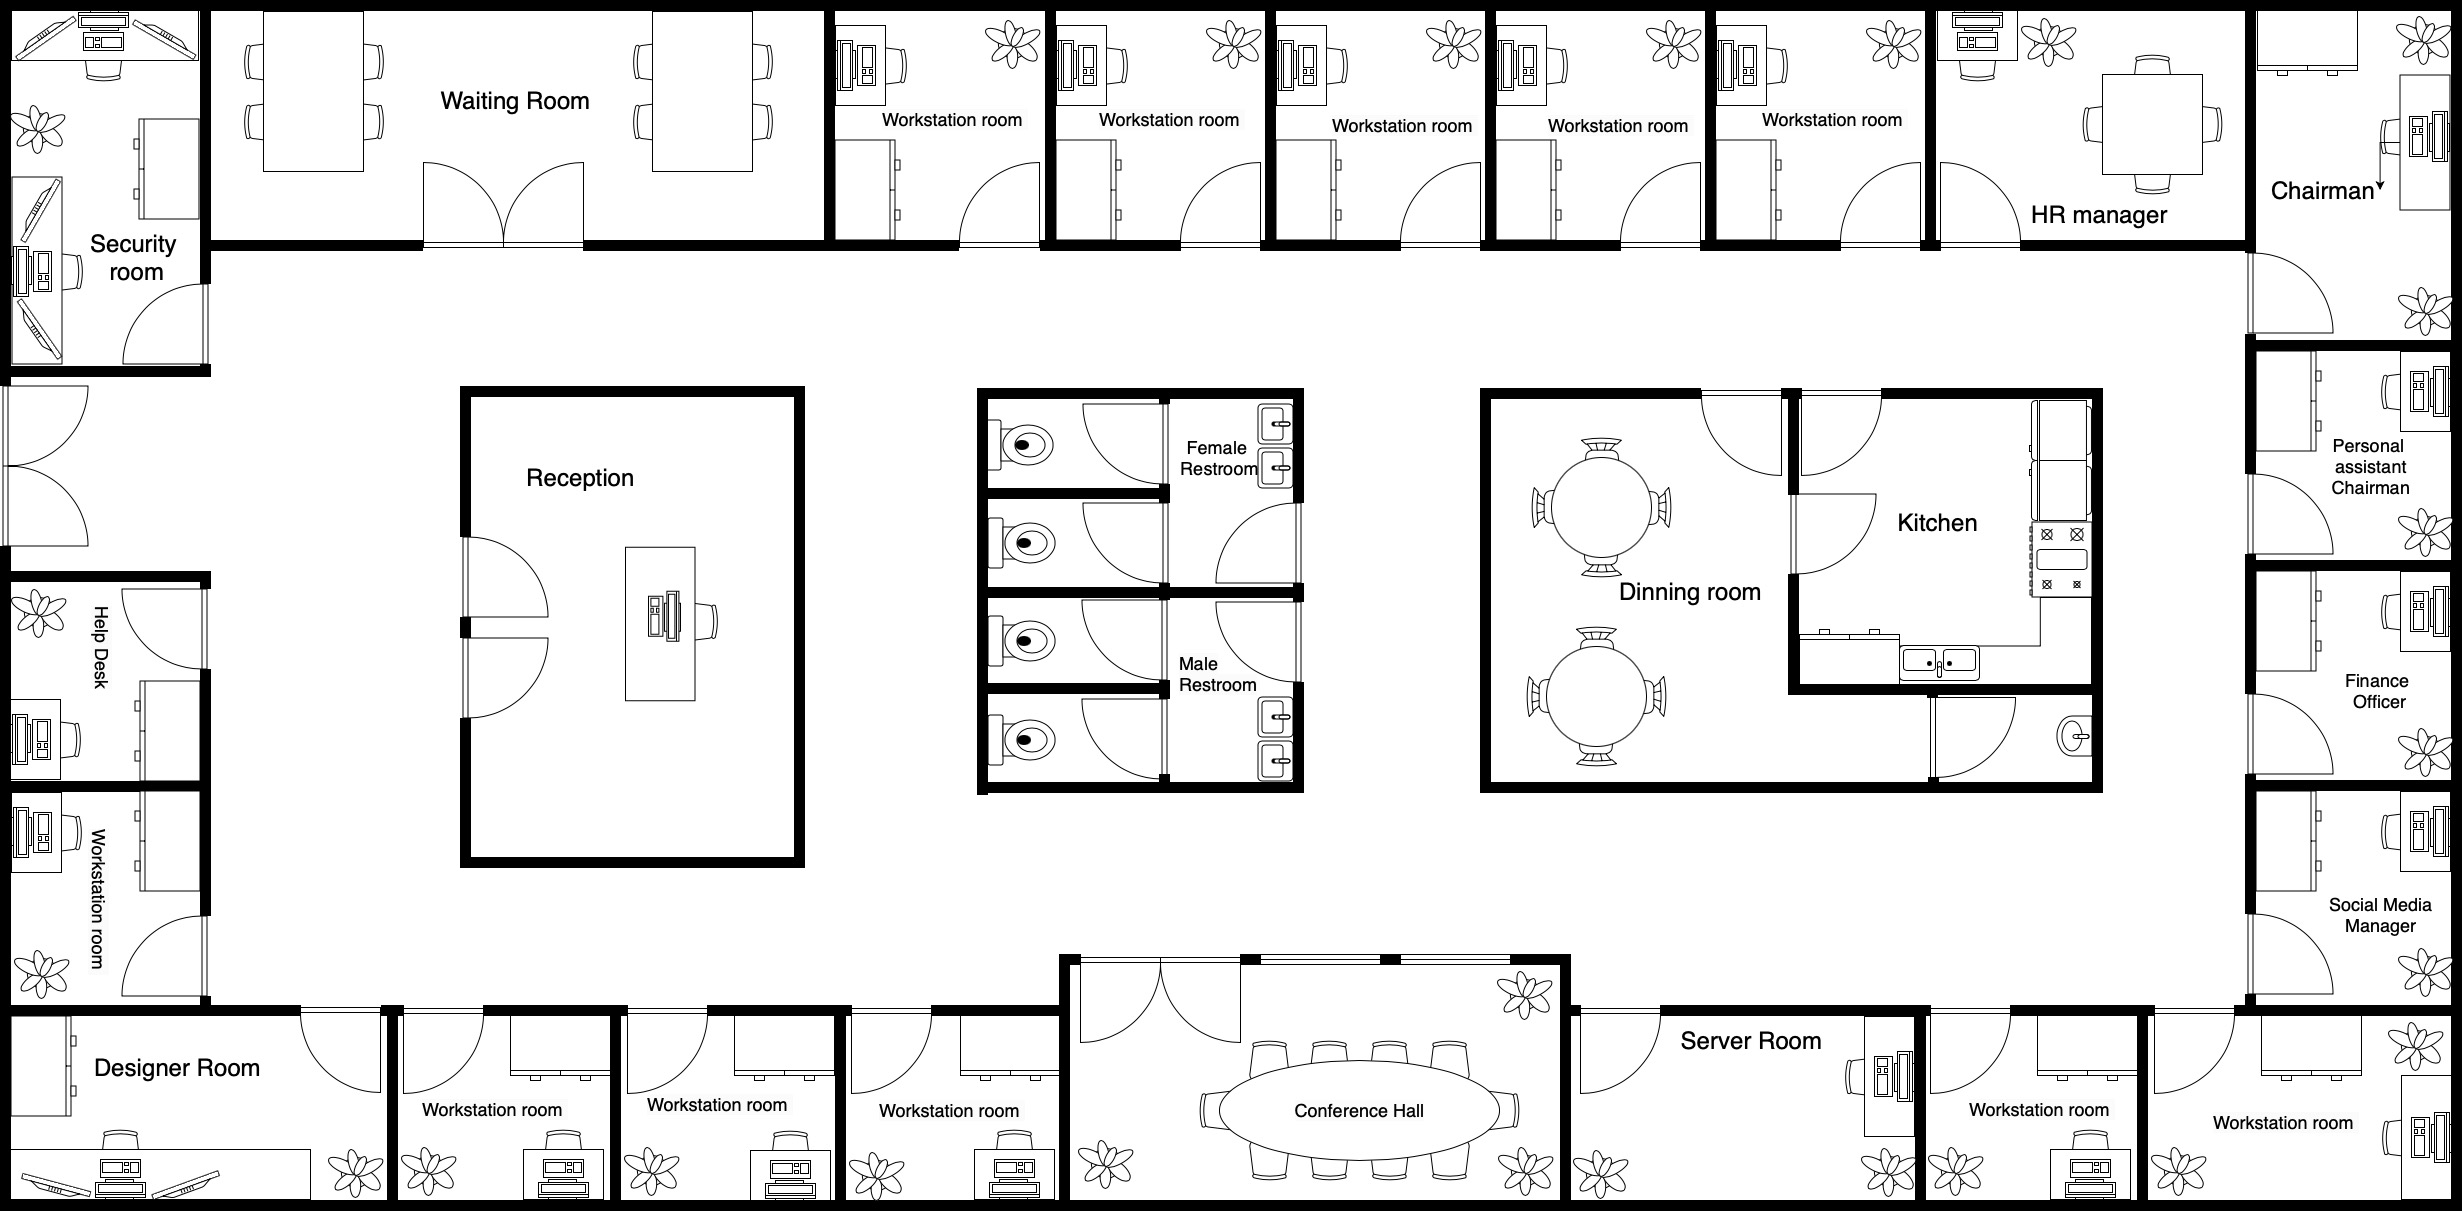 Waiting Room
Workstation room
Workstation room
Workstation room
Workstation room
Workstation room
HR manager
Chairman
Security
room
Reception
Female
Restroom
Male
Restroom
Kitchen
Dinning room
Personal
assistant
Chairman
Finance
Officer
Social Media
Manager
Help Desk
Workstation room
Designer Room
Workstation room
Workstation room
Workstation room
Conference Hall
Server Room
Workstation room
Workstation room